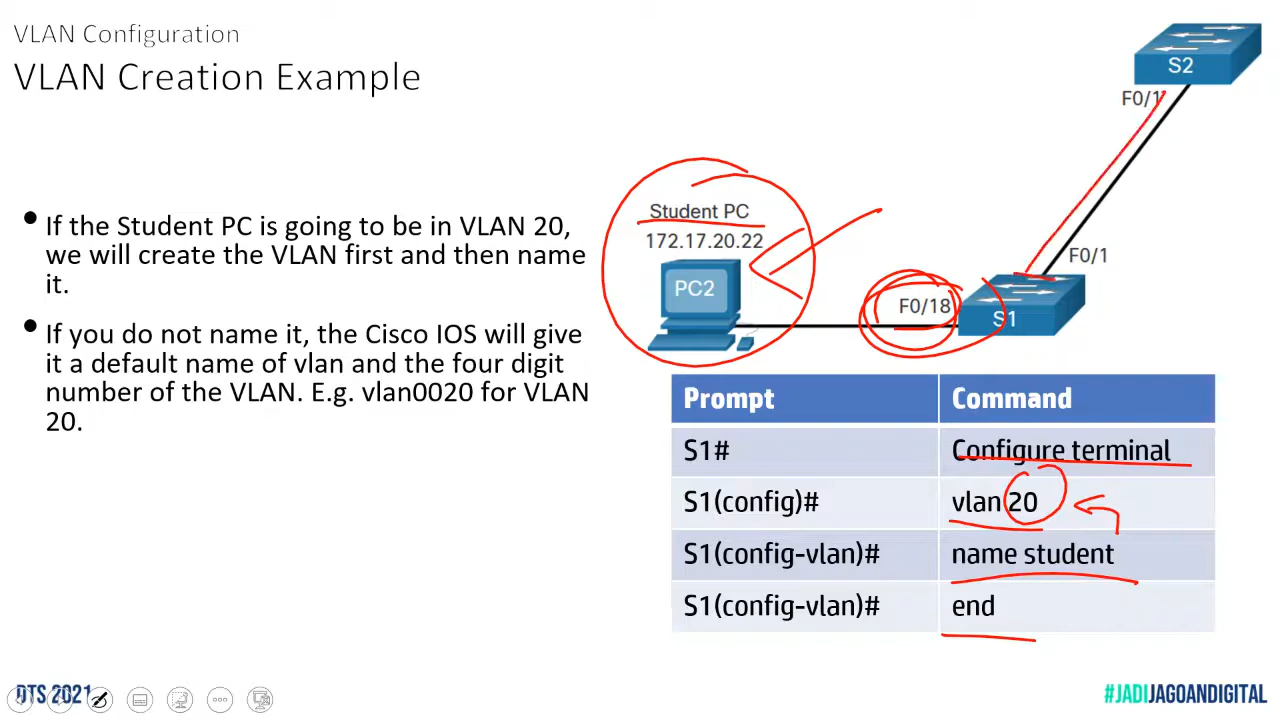 VLAN Configuration
VLAN Creation Example
If the Student PC is going to be in VLAN 20,
we will create the VLAN first and then name
it.
If you do not name it, the Cisco IOS will give
it a default name of vlan and the four digit
number of the VLAN. E.g. vlan0020 for VLAN
20.
S2
F0/1
Student PC
172.17.20.22
F0/1
PC2
F0/18
S1
Prompt Command
S1# Configure terminal
S1(config)# vlan 20
S1(config-vlan)# name student
S1(config-vlan)# end
DTS 2021
#JADIJAGOANDIGITAL